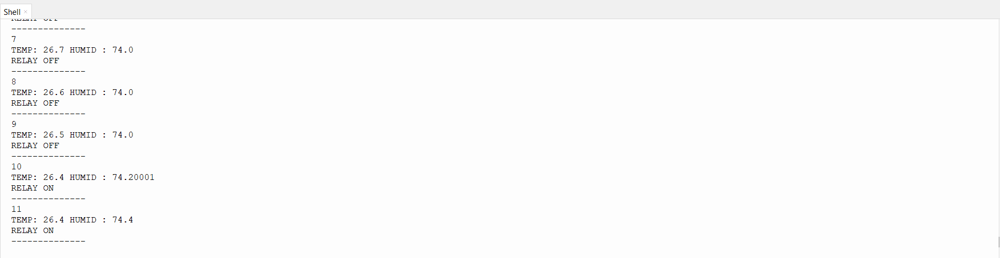 Shell
RELAY OFF
--------------
7
TEMP: 26.7 HUMID : 74.0
RELAY OFF
--------------
8
TEMP: 26.6 HUMID : 74.0
RELAY OFF
--------------
9
TEMP: 26.5 HUMID : 74.0
RELAY OFF
--------------
10
TEMP: 26.4 HUMID : 74.20001
RELAY ON
--------------
11
TEMP: 26.4 HUMID : 74.4
RELAY ON
--------------